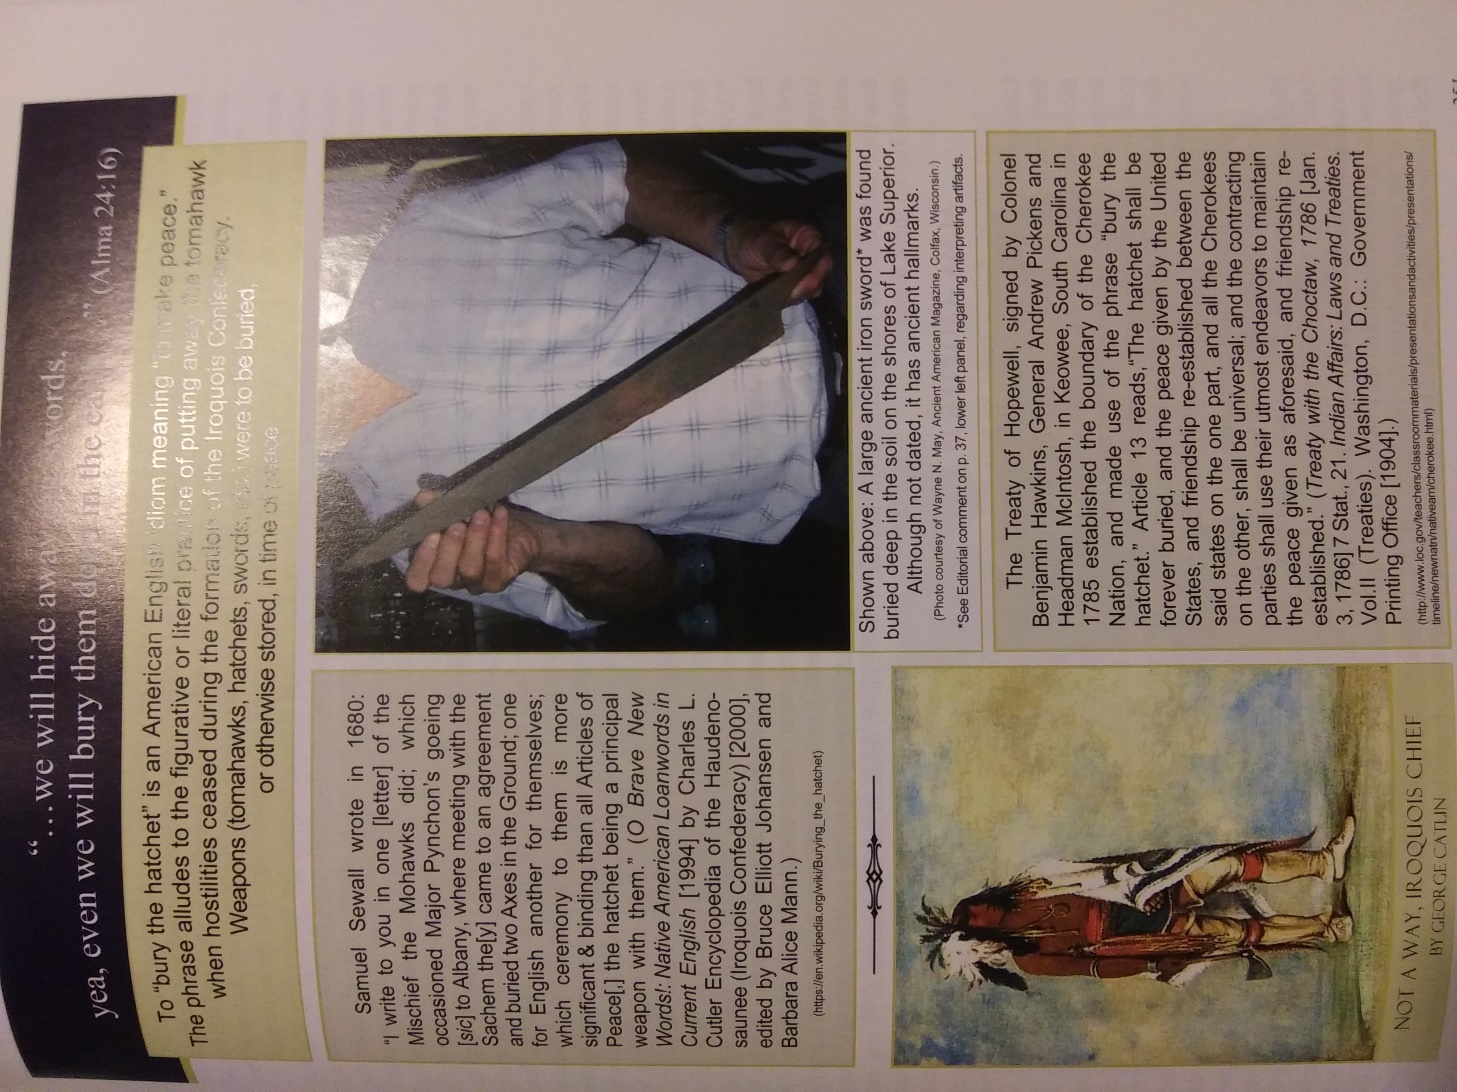 “…we will hide away words,
yea, even we will bury them deep in the ” (Alma 24:16)
To “bury the hatchet” is an American English idiom meaning “to make peace.”
The phrase alludes to the figurative or literal practice of putting away the tomahawk
when hostilities ceased during the formation of the Iroquois Confederacy.
Weapons (tomahawks, hatchets, swords, etc.) were to be buried,
or otherwise stored, in time of peace
Samuel Sewall wrote in 1680:
“I write to you in one [letter] of the
Mischief the Mohawks did; which
occasioned Major Pynchon’s goeing
[sic] to Albany, where meeting with the
Sachem the[y] came to an agreement
and buried two Axes in the Ground; one
for English another for themselves;
which ceremony to them is more
significant & binding than all Articles of
Peace[.] the hatchet being a principal
weapon with them.” (O Brave New
Words!: Native American Loanwords in
Current English [1994] by Charles L.
Cutler Encyclopedia of the Haudeno-
saunee (Iroquois Confederacy) [2000],
edited by Bruce Elliott Johansen and
Barbara Alice Mann.)
(https://en.wikipedia.org/wiki/Burying_the_hatchet)
NOT A WAY, IROQUOIS CHIEF
BY GEORGE CATLIN
Shown above: A large ancient iron sword* was found
buried deep in the soil on the shores of Lake Superior.
Although not dated, it has ancient hallmarks.
(Photo courtesy of Wayne N. May, Ancient American Magazine, Colfax, Wisconsin.)
*See Editorial comment on p. 37, lower left panel, regarding interpreting artifacts.
The Treaty of Hopewell, signed by Colonel
Benjamin Hawkins, General Andrew Pickens and
Headman McIntosh, in Keowee, South Carolina in
1785 established the boundary of the Cherokee
Nation, and made use of the phrase “bury the
hatchet.” Article 13 reads,“The hatchet shall be
forever buried, and the peace given by the United
States, and friendship re-established between the
said states on the one part, and all the Cherokees
on the other, shall be universal; and the contracting
parties shall use their utmost endeavors to maintain
the peace given as aforesaid, and friendship re-
established.” (Treaty with the Choctaw, 1786 [Jan.
3, 1786] 7 Stat., 21. Indian Affairs: Laws and Treaties.
Vol.II (Treaties). Washington, D.C.: Government
Printing Office [1904].)
(http://www.loc.gov/teachers/classroommaterials/presentationsandactivities/presentations/
timeline/newnatn/nativeam/cherokee.html)